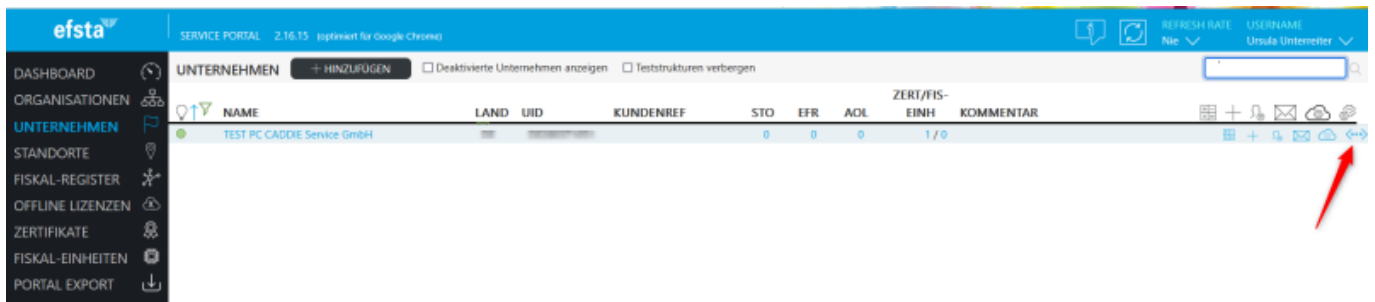 efsta
SERVICE PORTAL 2.16.15 (optimiert für Google Chrome)
REFRESH RATE
Nie
USERNAME
Ursula Unterreiter
DASHBOARD
ORGANISATIONEN
UNTERNEHMEN
STANDORTE
FISKAL-REGISTER
OFFLINE LIZENZEN
ZERTIFIKATE
FISKAL-EINHEITEN
PORTAL EXPORT
UNTERNEHMEN + HINZUFÜGEN Deaktivierte Unternehmen anzeigen Teststrukturen verbergen
NAME LAND UID KUNDENREF STO EFR AOL ZERT/FIS-
EINH KOMMENTAR
TEST PC CADDIE Service GmbH 0 0 0 1 / 0